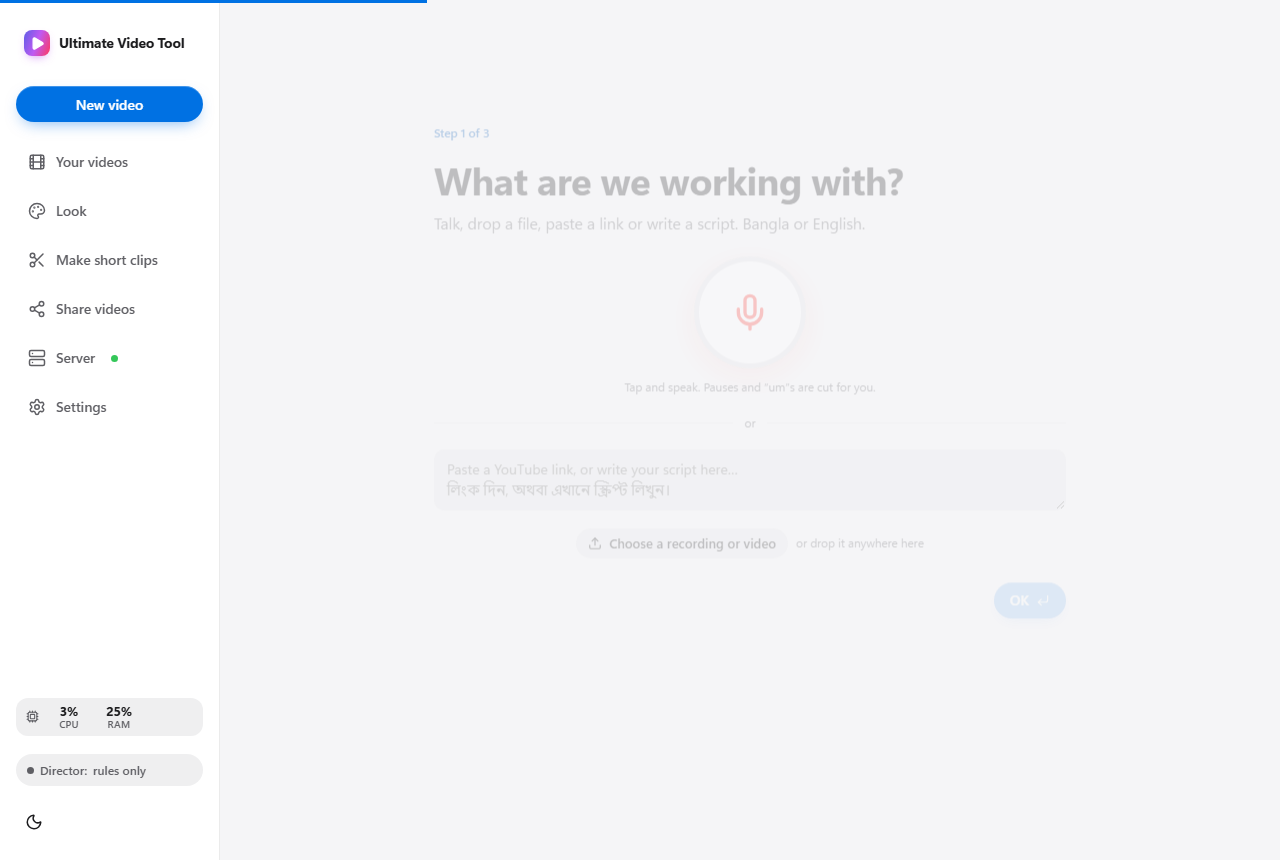 Ultimate Video Tool
New video
Your videos
Look
Make short clips
Share videos
Server
Settings
3%
CPU
25%
RAM
Director: rules only
Step 1 of 3
What are we working with?
Talk, drop a file, paste a link or write a script. Bangla or English.
Tap and speak. Pauses and "um"s are cut for you.
or
Paste a YouTube link, or write your script here...
লিংক দিন, অথবা এখানে স্ক্রিপ্ট লিখুন।
Choose a recording or video
or drop it anywhere here
OK